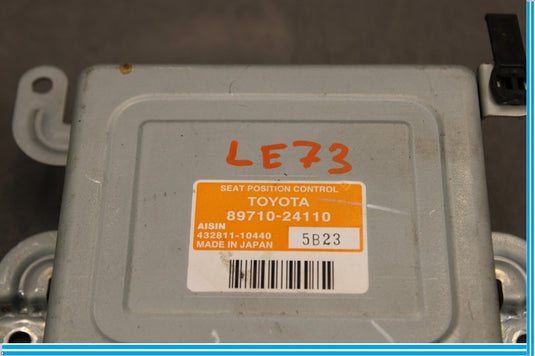 LE73
SEAT POSITION CONTROL
TOYOTA
89710-24110
AISIN
432811-10440
MADE IN JAPAN 5B23